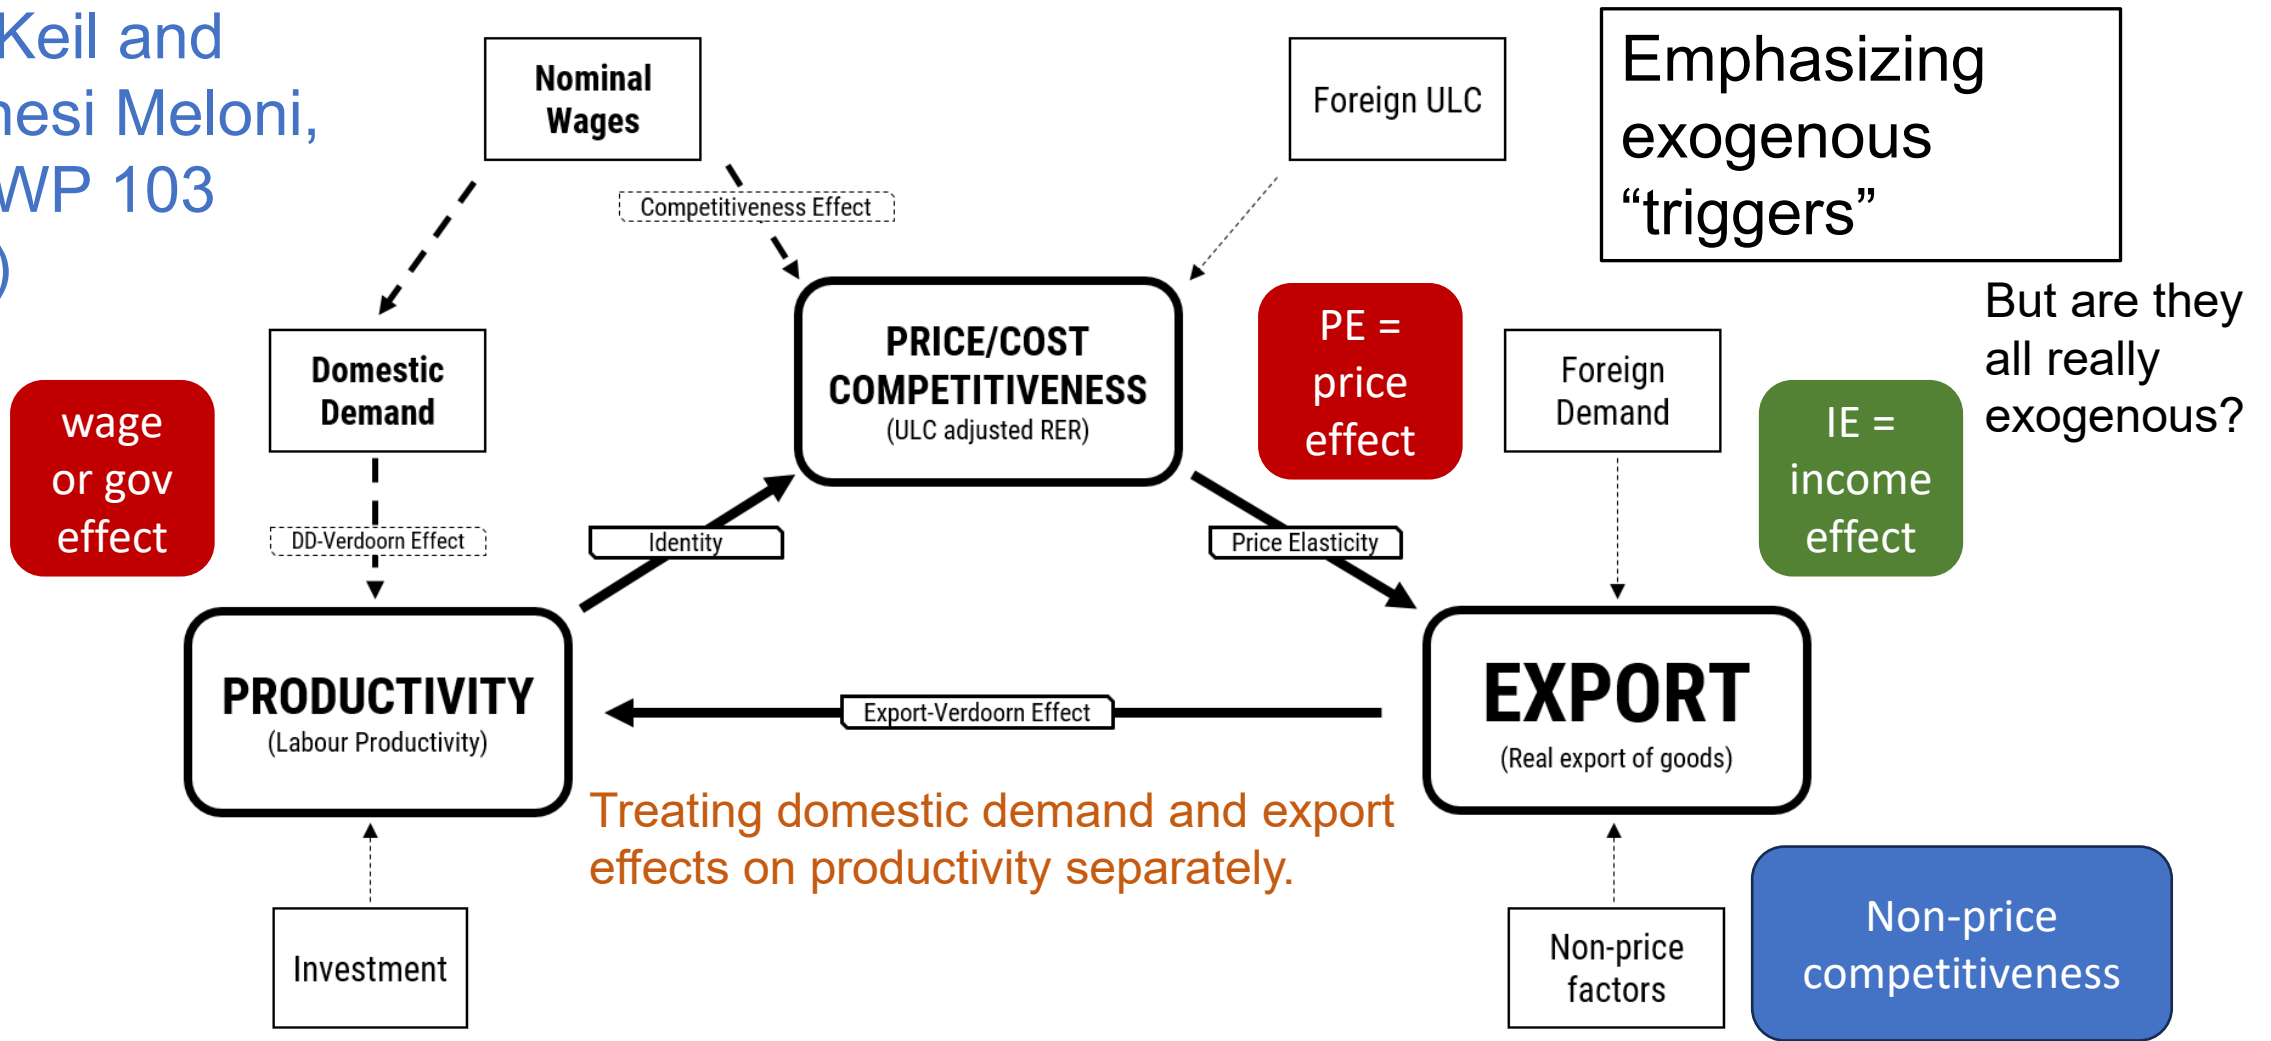 Keil and
nesi Meloni,
WP 103
)
Nominal
Wages
Foreign ULC
Emphasizing
exogenous
“triggers”
Competitiveness Effect
But are they
all really
exogenous?
PRICE/COST
COMPETITIVENESS
(ULC adjusted RER)
PE =
price
effect
Foreign
Demand
IE =
income
effect
Domestic
Demand
wage
or gov
effect
DD-Verdoorn Effect
Identity
Price Elasticity
PRODUCTIVITY
(Labour Productivity)
Export-Verdoorn Effect
EXPORT
(Real export of goods)
Treating domestic demand and export
effects on productivity separately.
Investment
Non-price
factors
Non-price
competitiveness